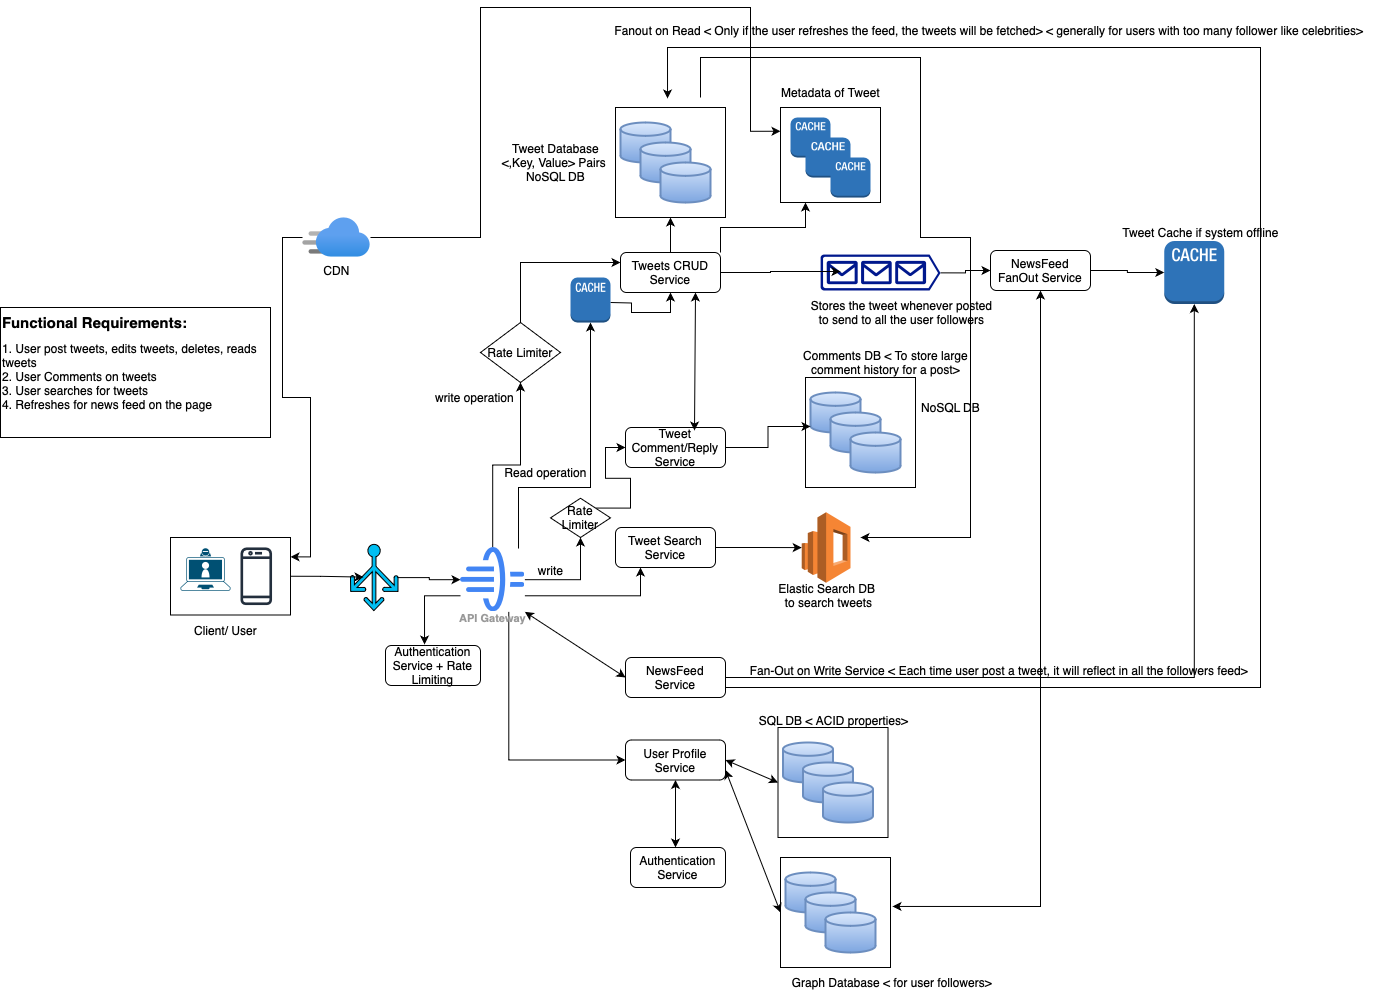 Fanout on Read < Only if the user refreshes the feed, the tweets will be fetched> < generally for users with too many follower like celebrities>
Metadata of Tweet
CACHE
CACHE
CACHE
Tweet Database
<,Key, Value> Pairs
NoSQL DB
CDN
Tweets CRUD
Service
CACHE
Stores the tweet whenever posted
to send to all the user followers
NewsFeed
FanOut Service
Tweet Cache if system offline
CACHE
Functional Requirements:
1. User post tweets, edits tweets, deletes, reads
tweets
2. User Comments on tweets
3. User searches for tweets
4. Refreshes for news feed on the page
Rate Limiter
write operation
Read operation
Comments DB < To store large
comment history for a post>
NoSQL DB
Tweet
Comment/Reply
Service
Rate
Limiter
write
Tweet Search
Service
Elastic Search DB
to search tweets
Client/ User
API Gateway
Authentication
Service + Rate
Limiting
NewsFeed
Service
Fan-Out on Write Service < Each time user post a tweet, it will reflect in all the followers feed>
SQL DB < ACID properties>
User Profile
Service
Authentication
Service
Graph Database < for user followers>